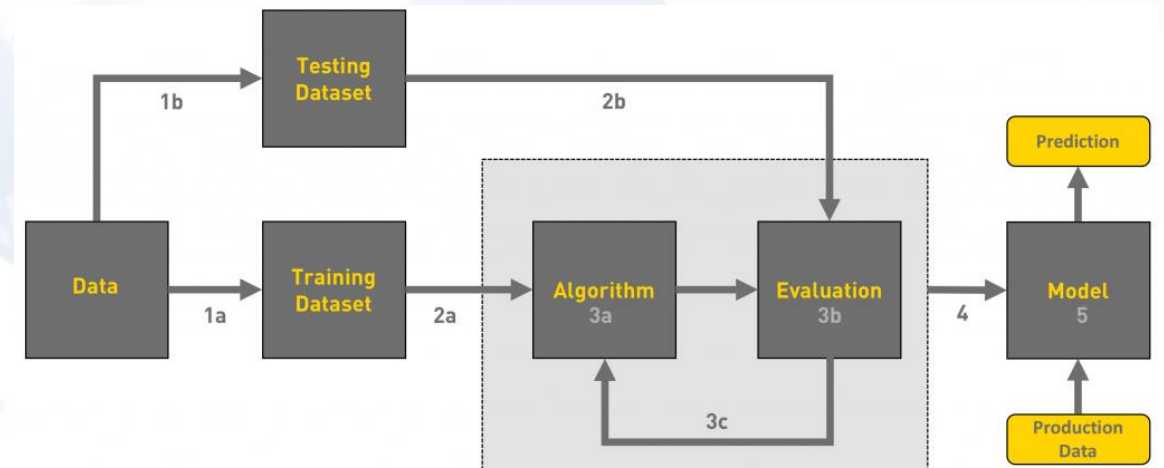 Testing
Dataset
1b
2b
Prediction
Data
1a
Training
Dataset
2a
Algorithm
3a
Evaluation
3b
4
Model
5
3c
Production
Data